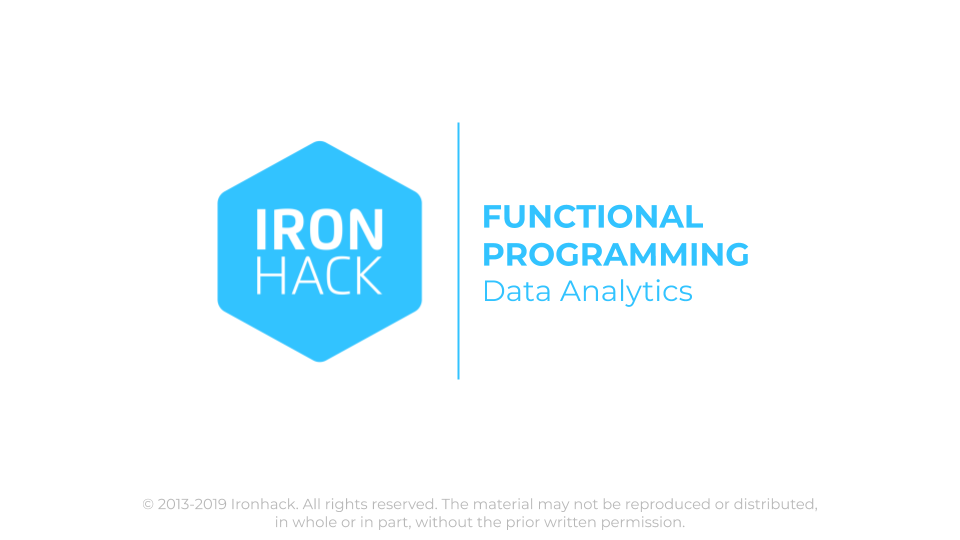 IRON
HACK
FUNCTIONAL
PROGRAMMING
Data Analytics
© 2013-2019 Ironhack. All rights reserved. The material may not be reproduced or distributed,
in whole or in part, without the prior written permission.